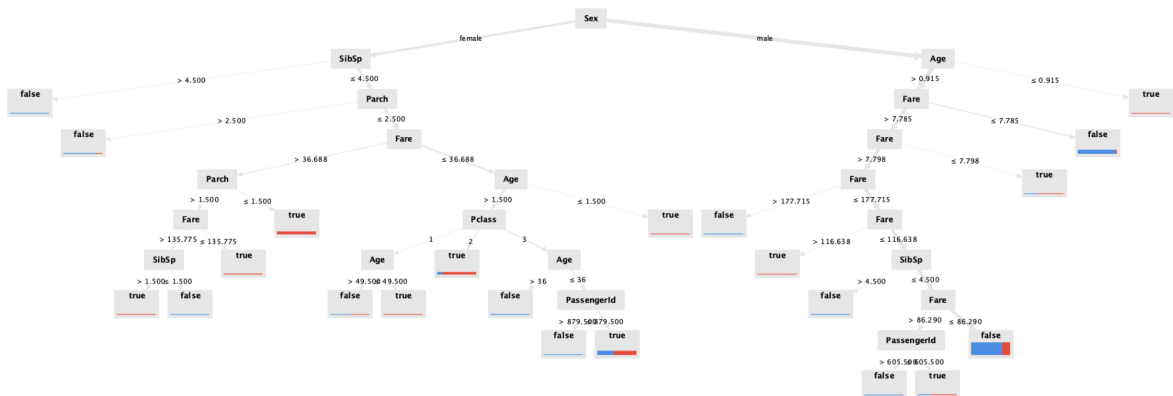 Sex
female male
SibSp Age
> 4.500 ≤ 4.500 > 0.915 ≤ 0.915
false Parch Fare true
> 2.500 ≤ 2.500 > 7.785 ≤ 7.785
false Fare Fare false
> 36.688 ≤ 36.688 > 7.798 ≤ 7.798
Parch Age Fare true
> 1.500 ≤ 1.500 > 1.500 ≤ 1.500 > 177.715 ≤ 177.715
Fare true Pclass true false Fare
> 135.775 ≤ 135.775 1 2 3 > 116.638 ≤ 116.638
SibSp true Age true Age true SibSp
> 1.500 ≤ 1.500 > 49.500 ≤ 49.500 > 36 ≤ 36 > 4.500 ≤ 4.500
true false false true false PassengerId false Fare
> 879.500 ≤ 879.500 > 86.290 ≤ 86.290
false true PassengerId false
> 605.500 ≤ 605.500
false true